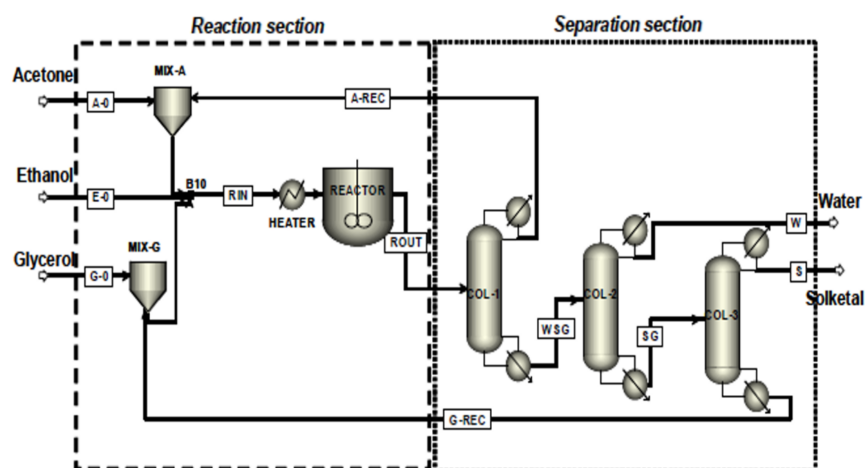 Reaction section
Separation section
Acetone
MIX-A
A-0
A-REC
Ethanol
E-0
B10
RIN
HEATER
REACTOR
ROUT
Glycerol
MIX-G
G-0
COL-1
WSG
COL-2
SG
COL-3
Water
W
S
Solketal
G-REC